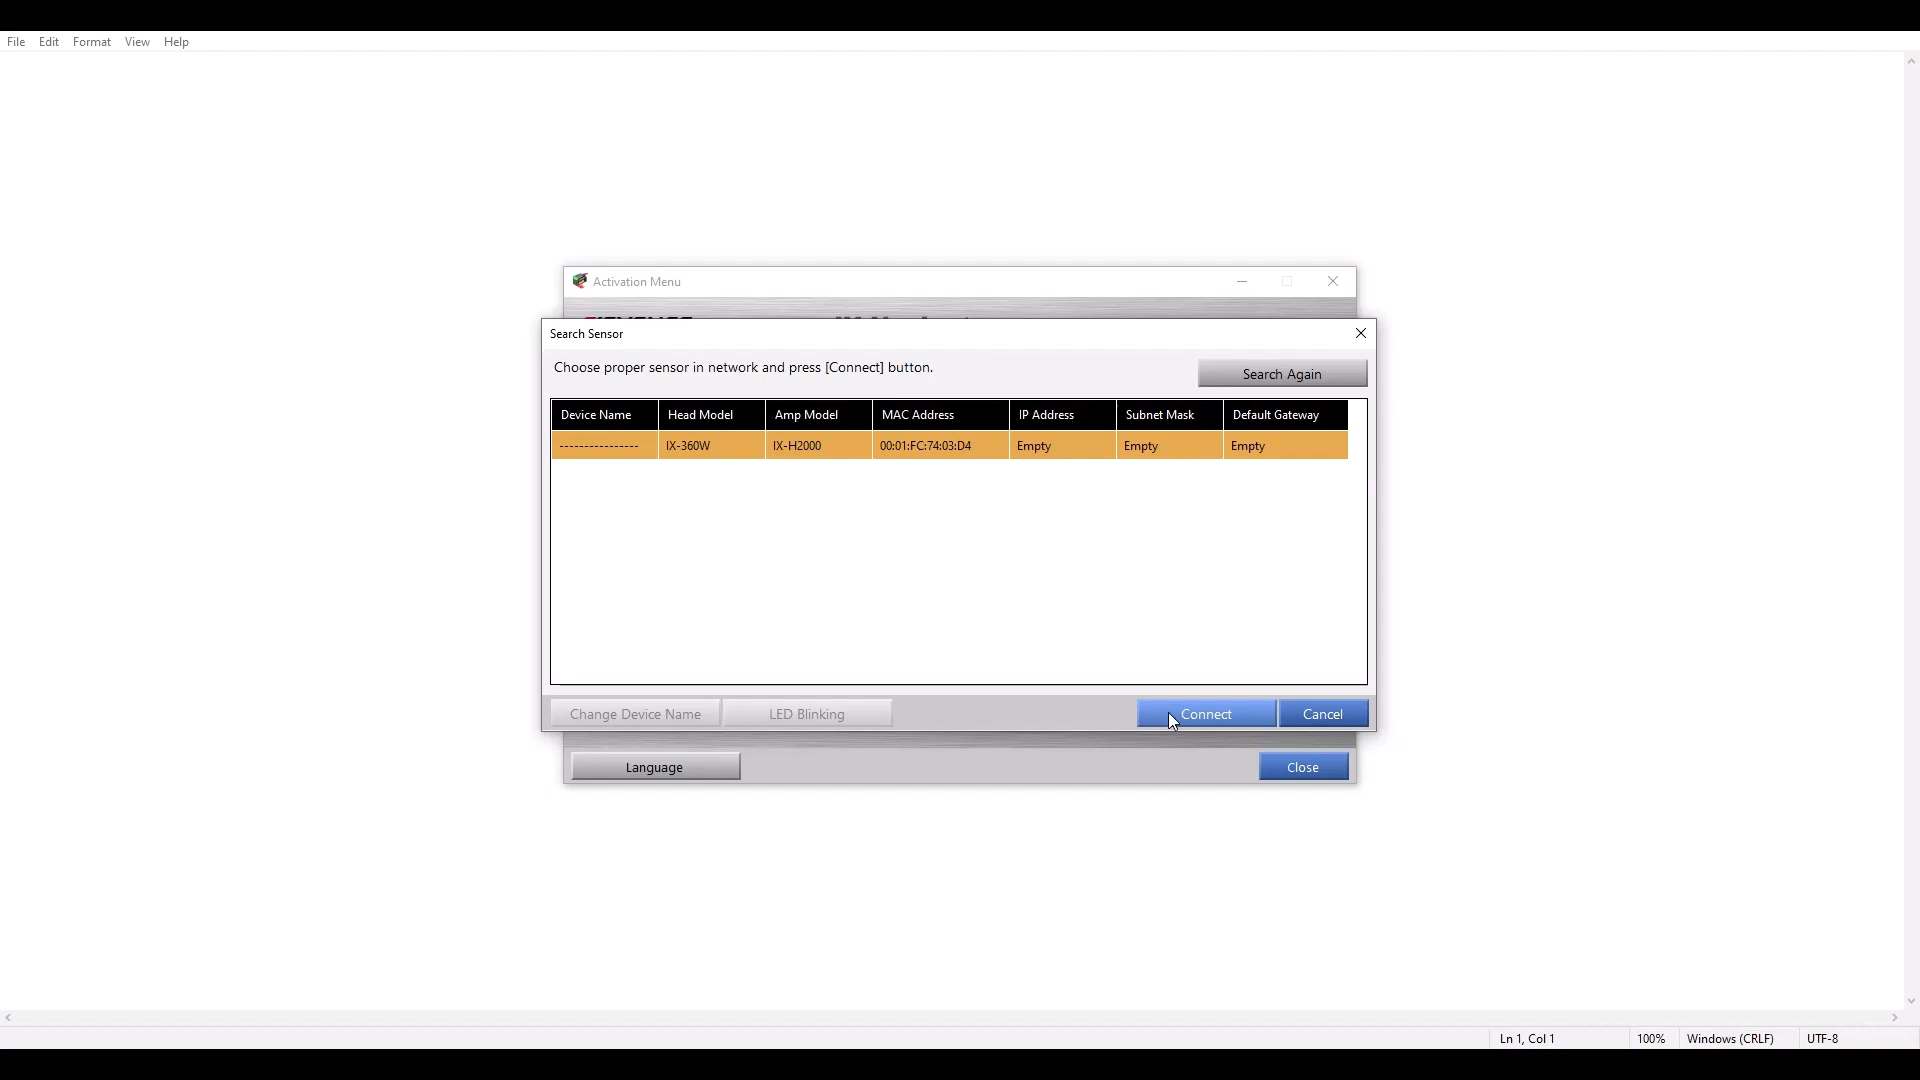 File Edit Format View Help
Activation Menu
Search Sensor
Choose proper sensor in network and press [Connect] button.
Search Again
Device Name Head Model Amp Model MAC Address IP Address Subnet Mask Default Gateway
---------------- IX-360W IX-H2000 00:01:FC:74:03:D4 Empty Empty Empty
Change Device Name LED Blinking Connect Cancel
Language Close
Ln 1, Col 1 100% Windows (CRLF) UTF-8